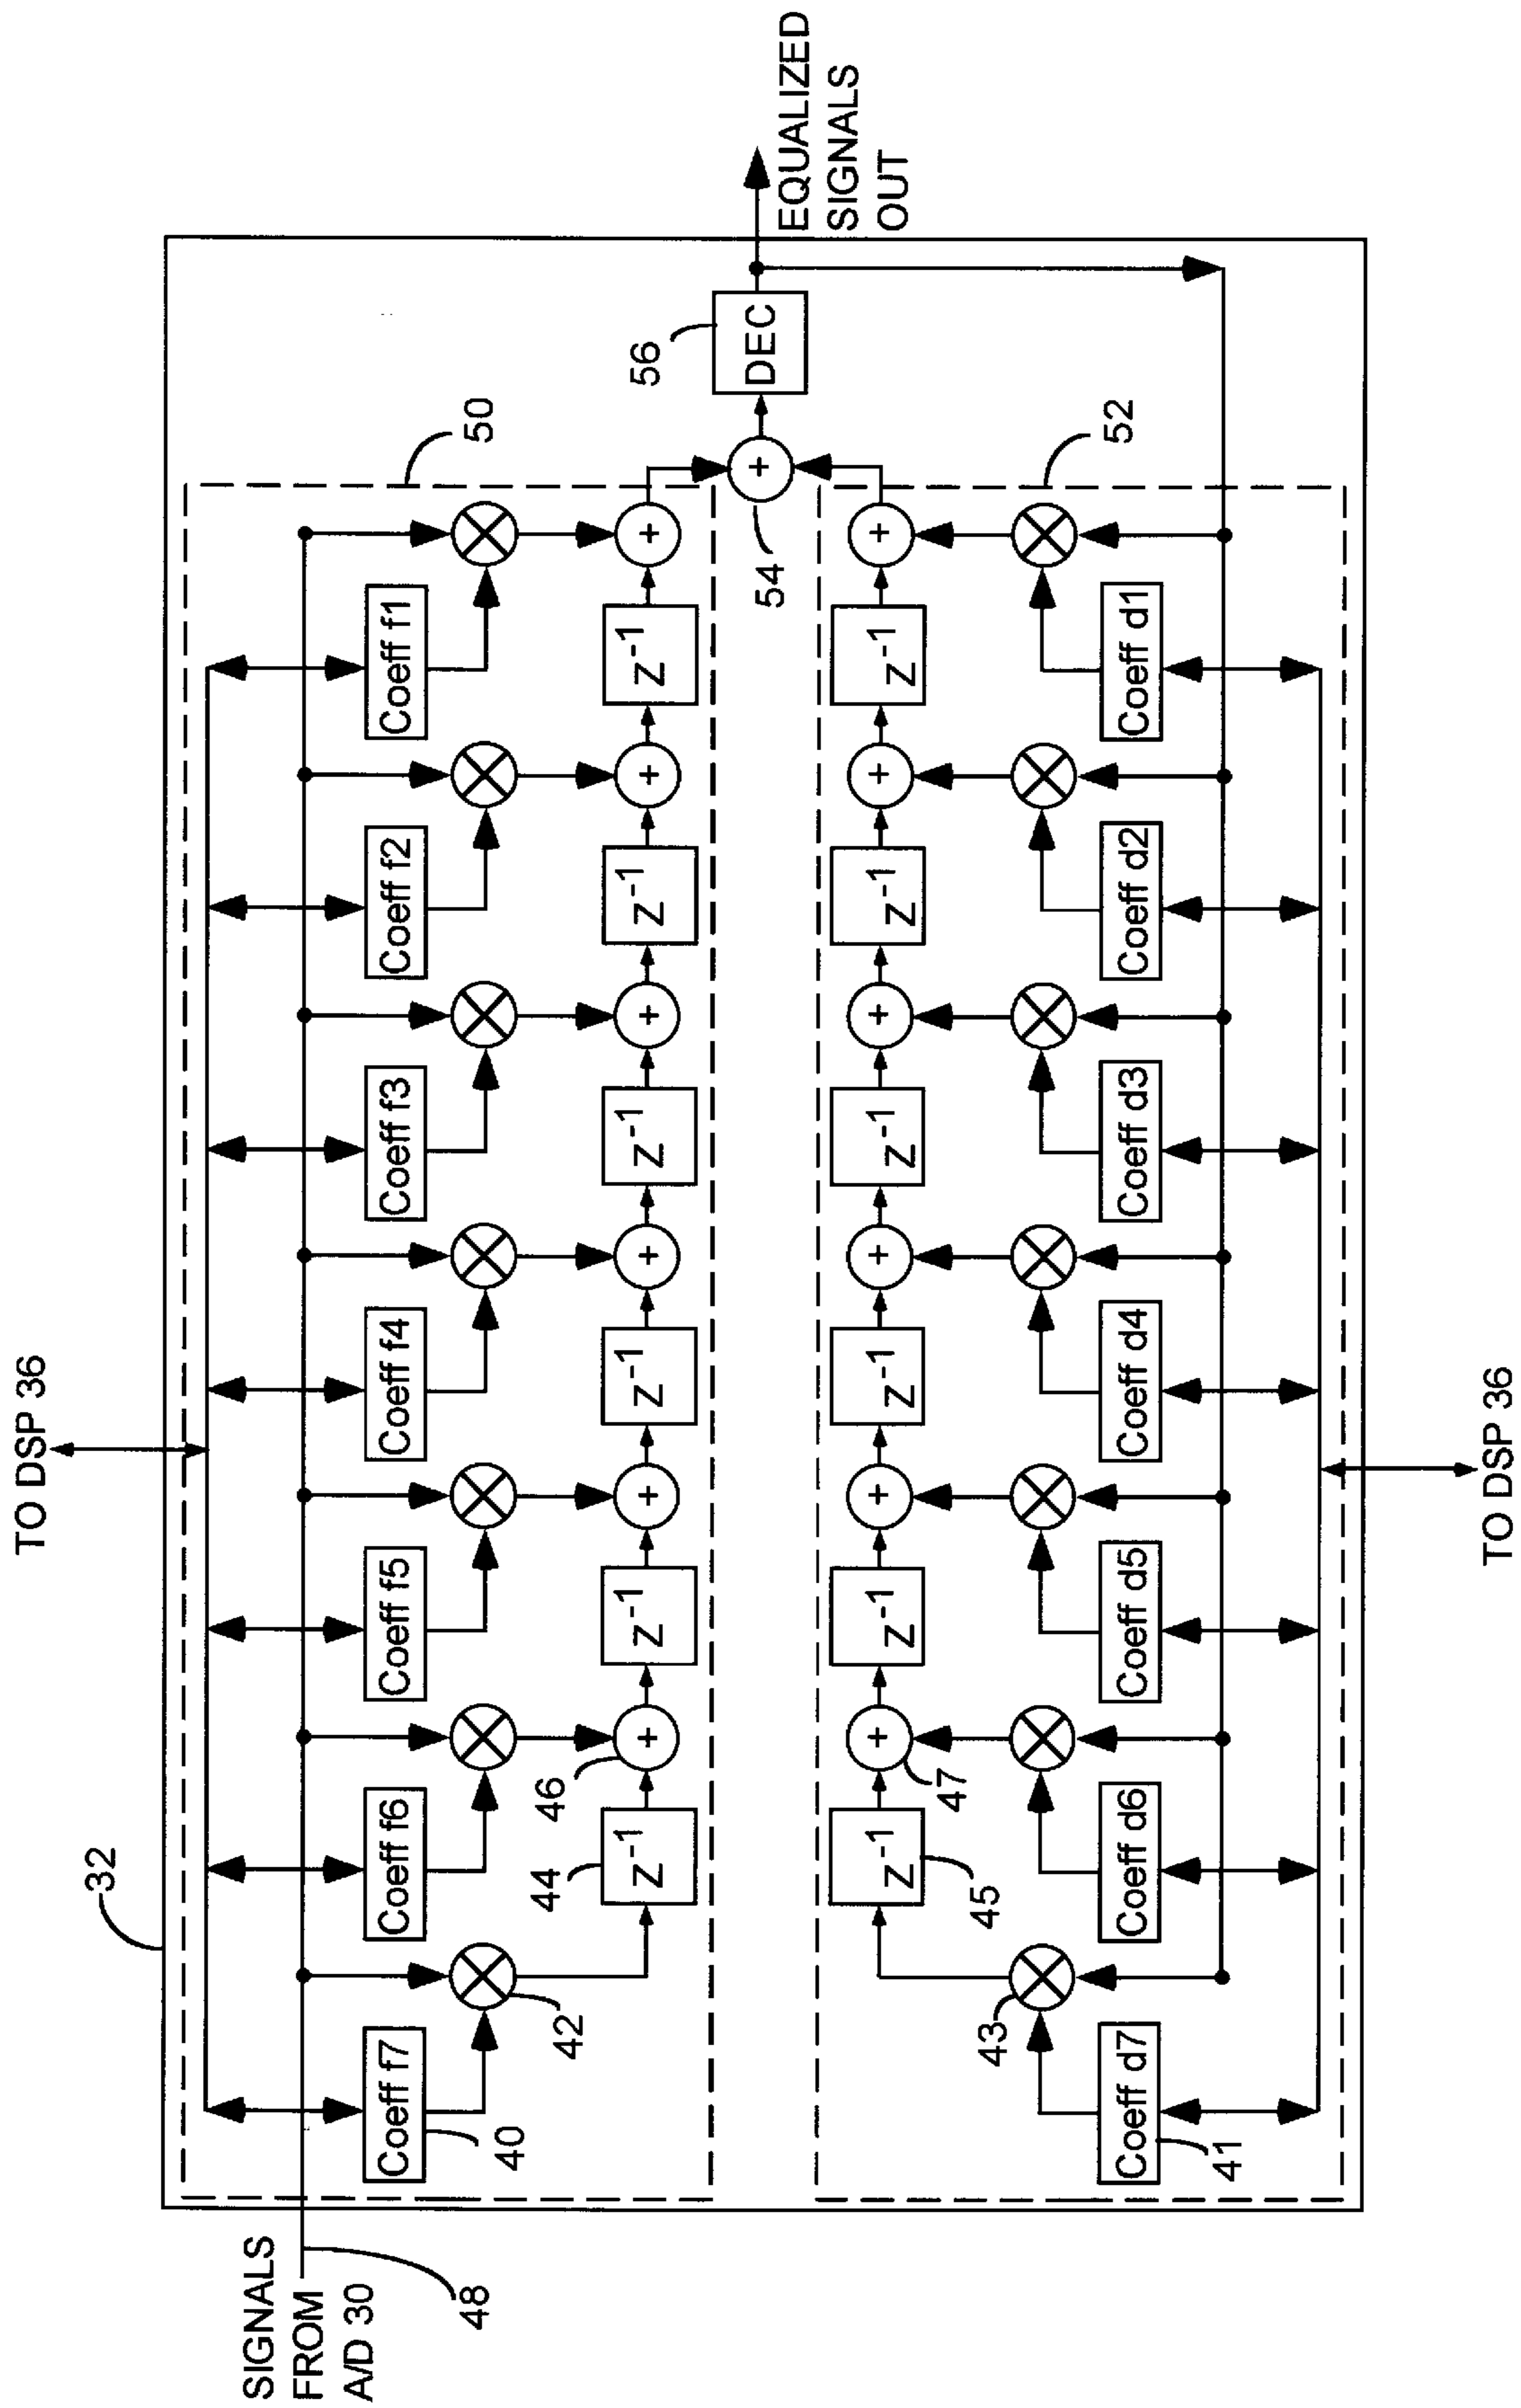 TO DSP 36
32
SIGNALS
FROM
A/D 30
48
50
Coeff f7
Coeff f6
Coeff f5
Coeff f4
Coeff f3
Coeff f2
Coeff f1
40
42
44
46
+
+
+
+
+
+
z-1
z-1
z-1
z-1
z-1
z-1
54
+
56
DEC
EQUALIZED
SIGNALS
OUT
52
z-1
z-1
z-1
z-1
z-1
z-1
+
+
+
+
+
+
45
47
43
41
Coeff d7
Coeff d6
Coeff d5
Coeff d4
Coeff d3
Coeff d2
Coeff d1
TO DSP 36